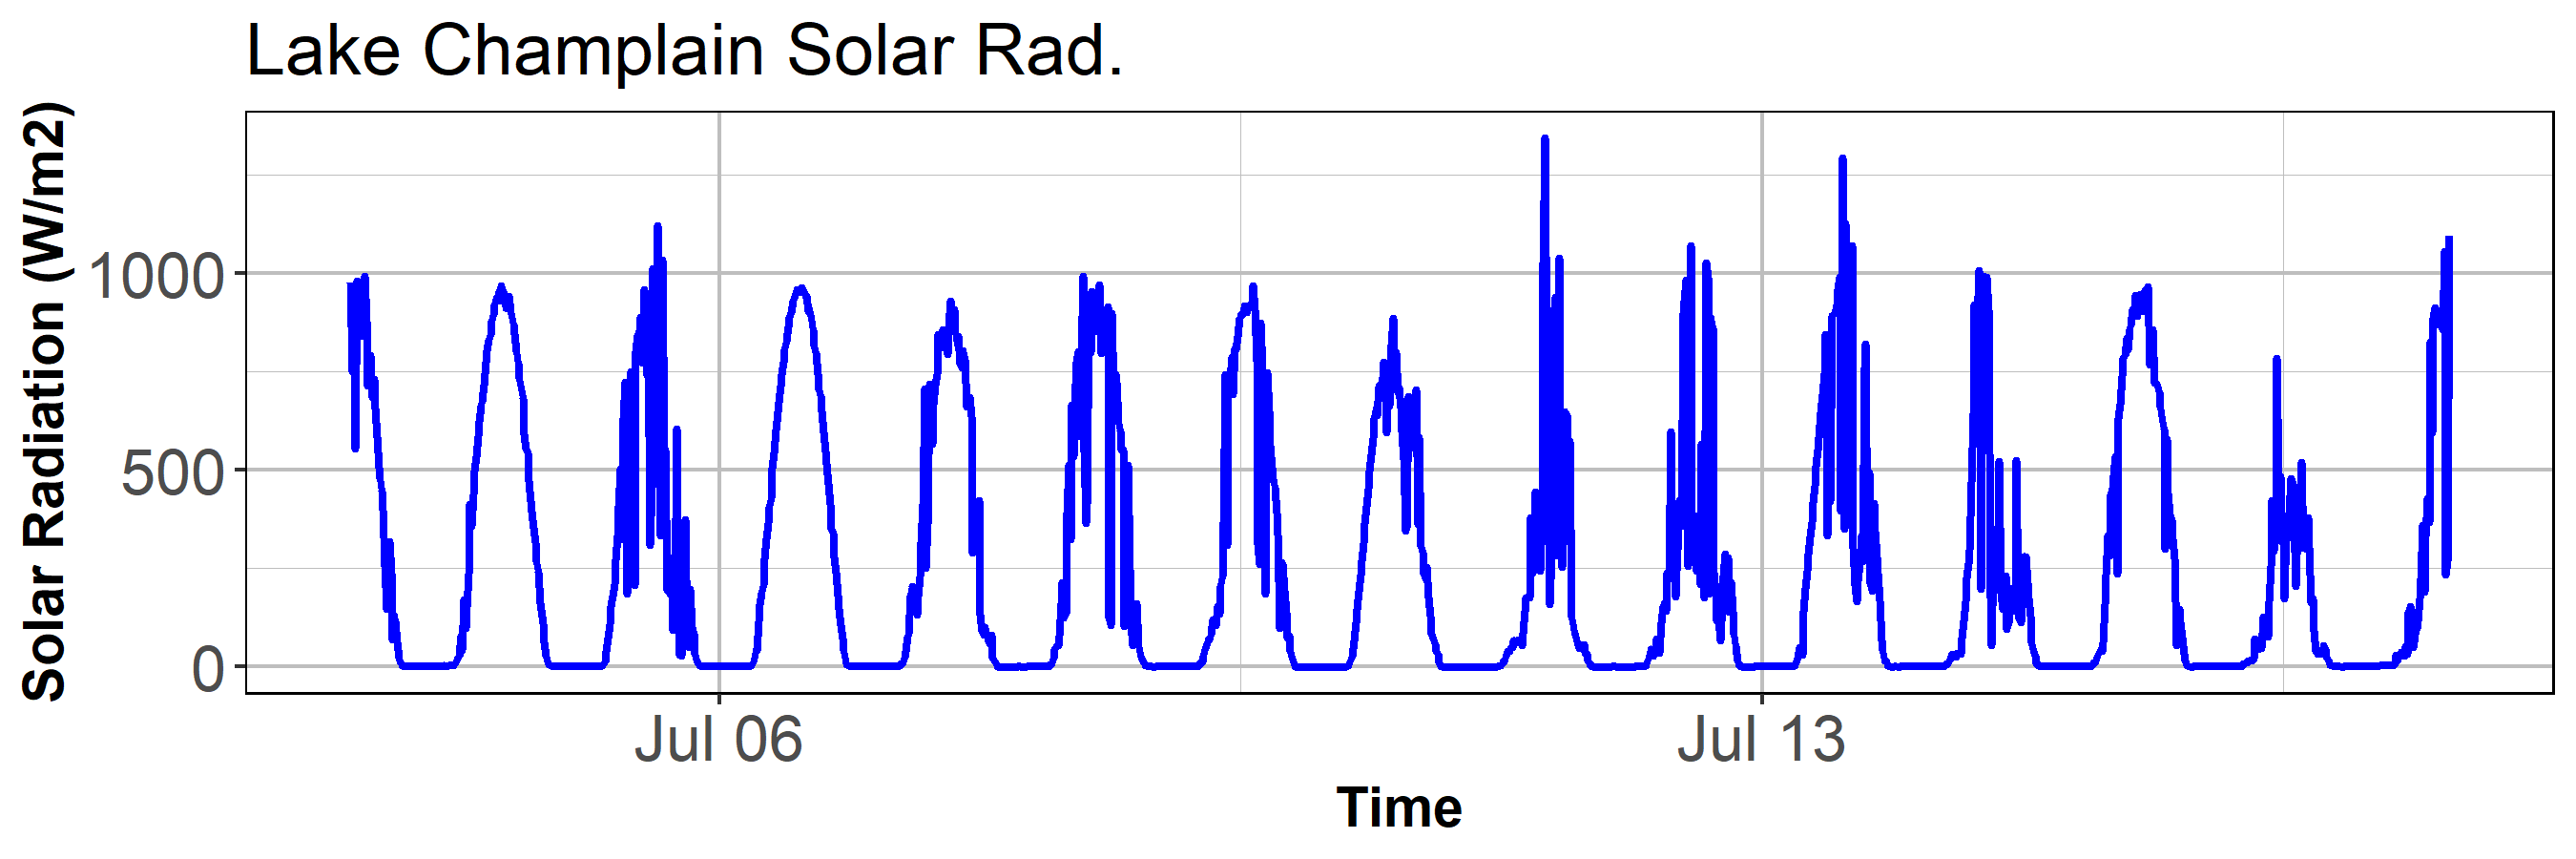 Lake Champlain Solar Rad.
Solar Radiation (W/m2)
1000
500
0
Jul 06
Jul 13
Time